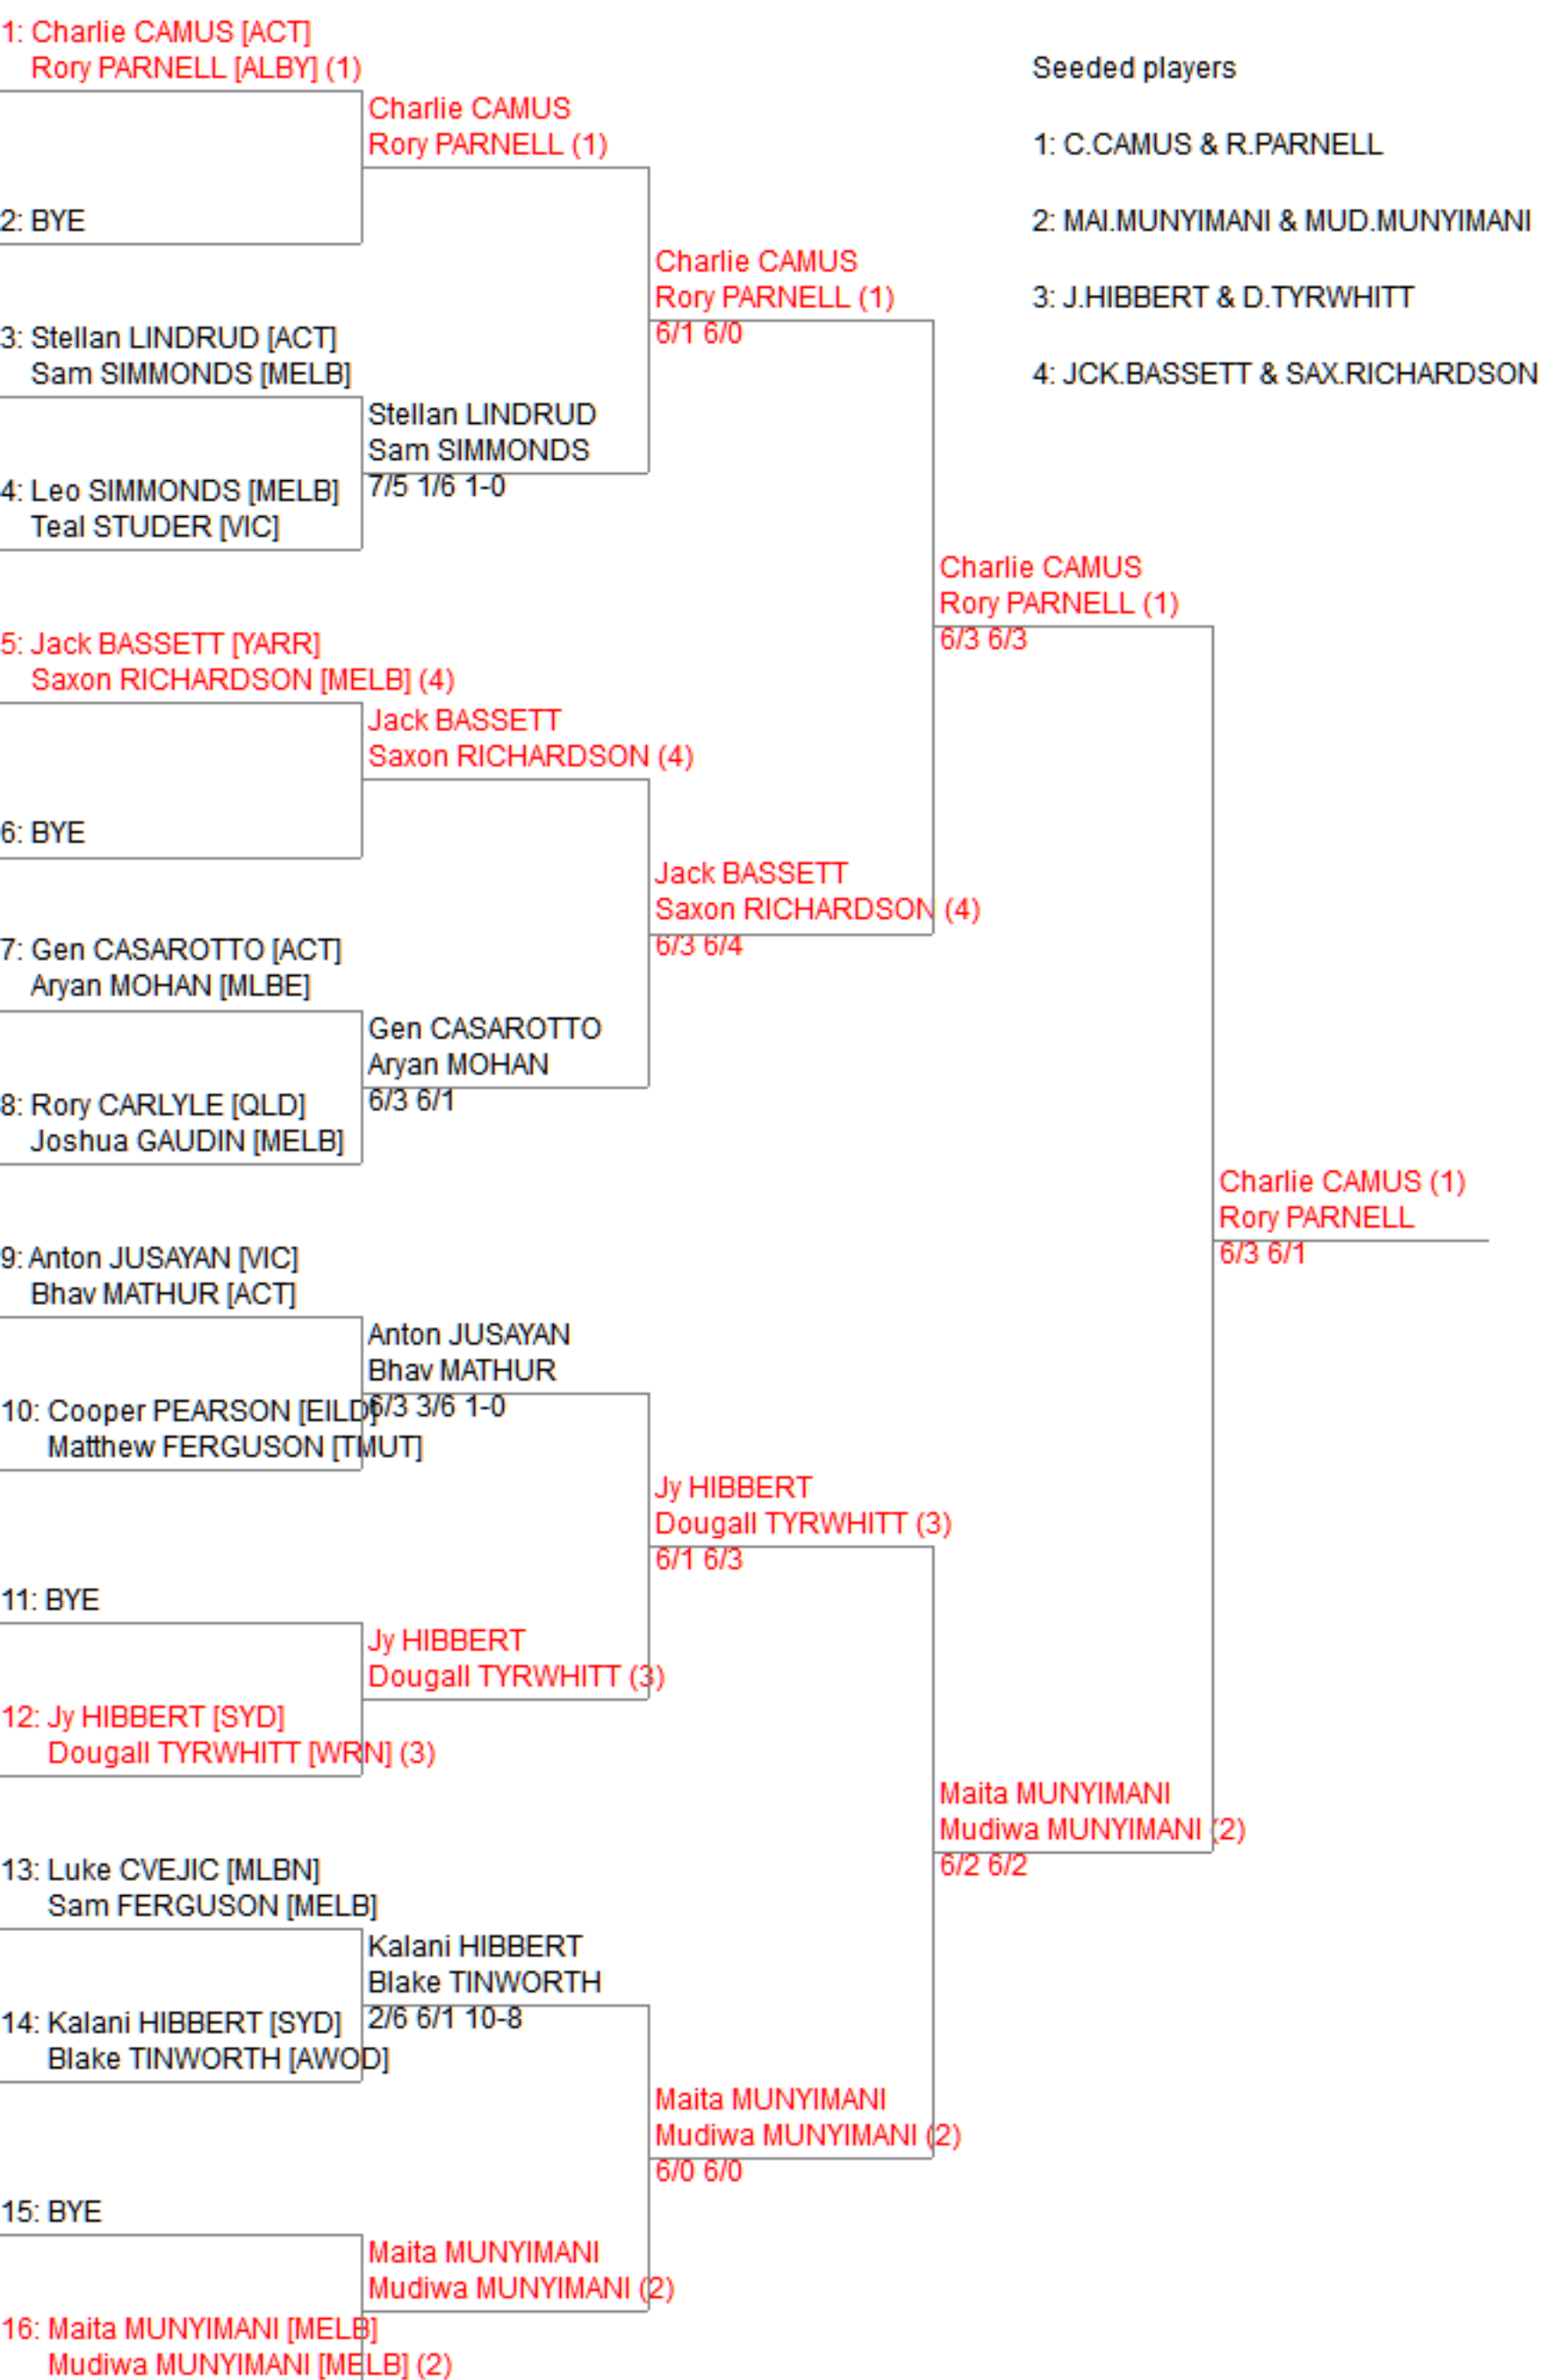 1: Charlie CAMUS [ACT]
Rory PARNELL [ALBY] (1)
2: BYE
3: Stellan LINDRUD [ACT]
Sam SIMMONDS [MELB]
4: Leo SIMMONDS [MELB]
Teal STUDER [VIC]
5: Jack BASSETT [YARR]
Saxon RICHARDSON [MELB] (4)
6: BYE
7: Gen CASAROTTO [ACT]
Aryan MOHAN [MLBE]
8: Rory CARLYLE [QLD]
Joshua GAUDIN [MELB]
9: Anton JUSAYAN [VIC]
Bhav MATHUR [ACT]
10: Cooper PEARSON [EILD]
Matthew FERGUSON [TMUT]
11: BYE
12: Jy HIBBERT [SYD]
Dougall TYRWHITT [WRN] (3)
13: Luke CVEJIC [MLBN]
Sam FERGUSON [MELB]
14: Kalani HIBBERT [SYD]
Blake TINWORTH [AWOD]
15: BYE
16: Maita MUNYIMANI [MELB]
Mudiwa MUNYIMANI [MELB] (2)
Charlie CAMUS
Rory PARNELL (1)
Stellan LINDRUD
Sam SIMMONDS
7/5 1/6 1-0
Jack BASSETT
Saxon RICHARDSON (4)
Gen CASAROTTO
Aryan MOHAN
6/3 6/1
Anton JUSAYAN
Bhav MATHUR
6/3 3/6 1-0
Jy HIBBERT
Dougall TYRWHITT (3)
Kalani HIBBERT
Blake TINWORTH
2/6 6/1 10-8
Maita MUNYIMANI
Mudiwa MUNYIMANI (2)
Charlie CAMUS
Rory PARNELL (1)
6/1 6/0
Jack BASSETT
Saxon RICHARDSON (4)
6/3 6/4
Jy HIBBERT
Dougall TYRWHITT (3)
6/1 6/3
Maita MUNYIMANI
Mudiwa MUNYIMANI (2)
6/0 6/0
Charlie CAMUS
Rory PARNELL (1)
6/3 6/3
Maita MUNYIMANI
Mudiwa MUNYIMANI (2)
6/2 6/2
Charlie CAMUS (1)
Rory PARNELL
6/3 6/1
Seeded players
1: C.CAMUS & R.PARNELL
2: MAI.MUNYIMANI & MUD.MUNYIMANI
3: J.HIBBERT & D.TYRWHITT
4: JCK.BASSETT & SAX.RICHARDSON